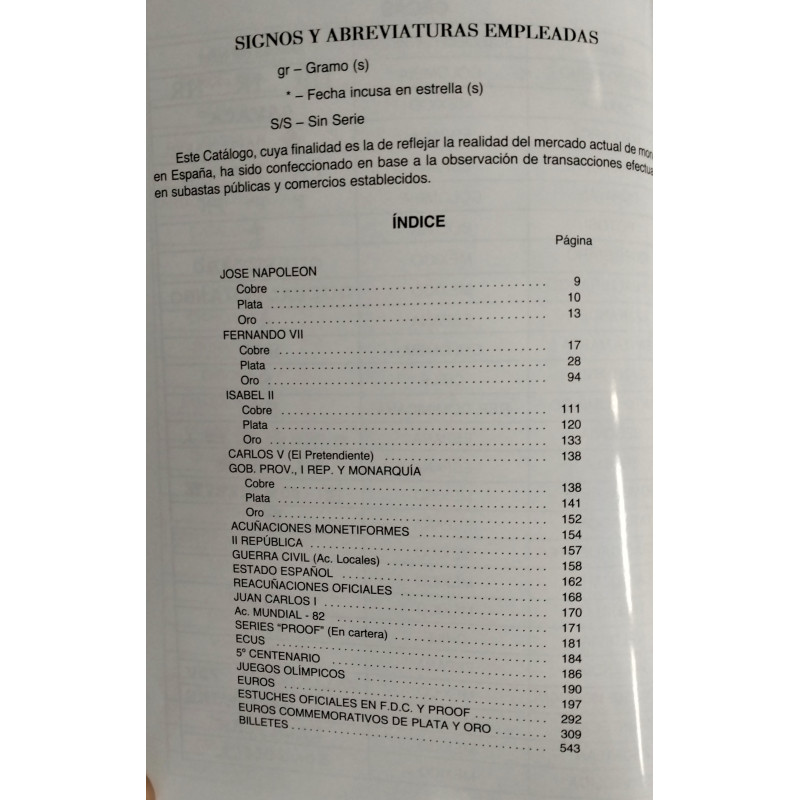 SIGNOS Y ABREVIATURAS EMPLEADAS
gr – Gramo (s)
* – Fecha incusa en estrella (s)
S/S – Sin Serie
Este Catálogo, cuya finalidad es la de reflejar la realidad del mercado actual de
en España, ha sido confeccionado en base a la observación de transacciones
en subastas públicas y comercios establecidos.
ÍNDICE
Página
JOSE NAPOLEON
Cobre 9
Plata 10
Oro 13
FERNANDO VII
Cobre 17
Plata 28
Oro 94
ISABEL II
Cobre 111
Plata 120
Oro 133
CARLOS V (El Pretendiente) 138
GOB. PROV., I REP. Y MONARQUÍA
Cobre 138
Plata 141
Oro 152
ACUÑACIONES MONETIFORMES 154
II REPÚBLICA 157
GUERRA CIVIL (Ac. Locales) 158
ESTADO ESPAÑOL 162
REACUÑACIONES OFICIALES 168
JUAN CARLOS I 170
Ac. MUNDIAL - 82 171
SERIES “PROOF” (En cartera) 181
ECUS 184
5º CENTENARIO 186
JUEGOS OLÍMPICOS 190
EUROS 197
ESTUCHES OFICIALES EN F.D.C. Y PROOF 292
EUROS COMMEMORATIVOS DE PLATA Y ORO 309
BILLETES 543